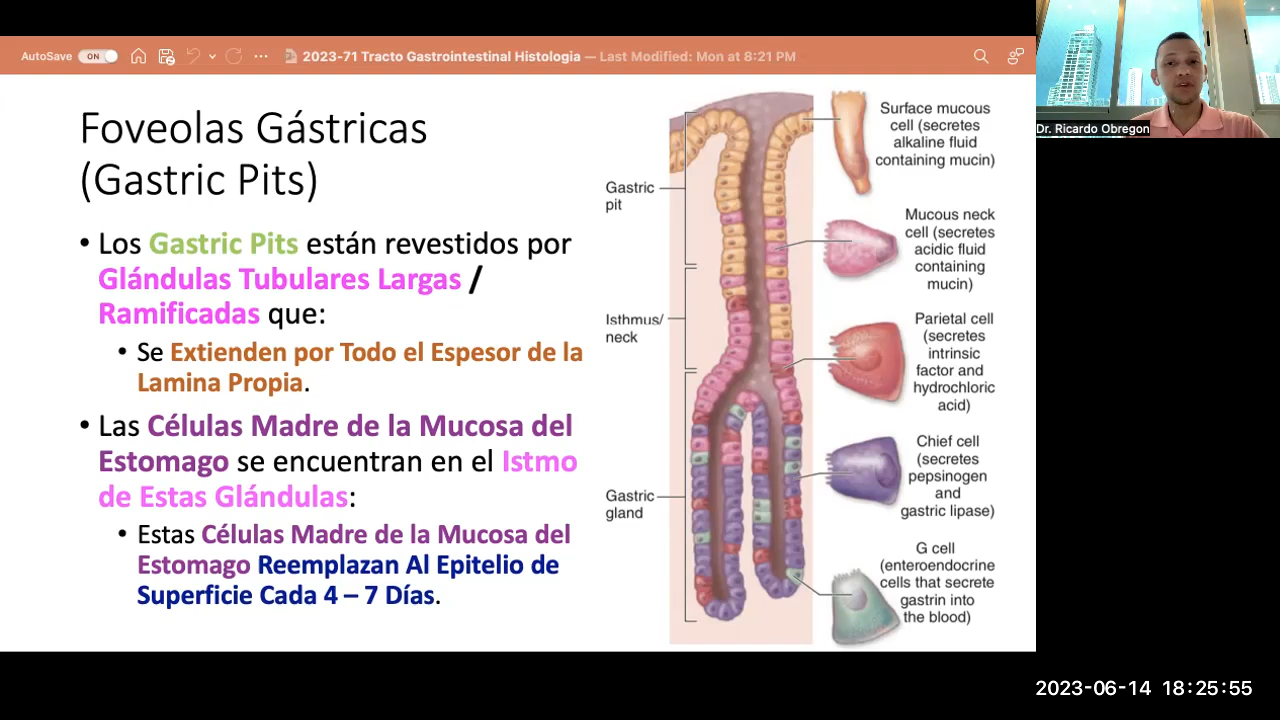 AutoSave ON 2023-71 Tracto Gastrointestinal Histologia — Last Modified: Mon at 8:21 PM
Dr. Ricardo Obregon
Foveolas Gástricas
(Gastric Pits)
• Los Gastric Pits están revestidos por
Glándulas Tubulares Largas /
Ramificadas que:
• Se Extienden por Todo el Espesor de la
Lamina Propia.
• Las Células Madre de la Mucosa del
Estomago se encuentran en el Istmo
de Estas Glándulas:
• Estas Células Madre de la Mucosa del
Estomago Reemplazan Al Epitelio de
Superficie Cada 4 – 7 Días.
Gastric
pit
Isthmus/
neck
Gastric
gland
Surface mucous
cell (secretes
alkaline fluid
containing mucin)
Mucous neck
cell (secretes
acidic fluid
containing
mucin)
Parietal cell
(secretes
intrinsic
factor and
hydrochloric
acid)
Chief cell
(secretes
pepsinogen
and
gastric lipase)
G cell
(enteroendocrine
cells that secrete
gastrin into
the blood)
2023-06-14 18:25:55